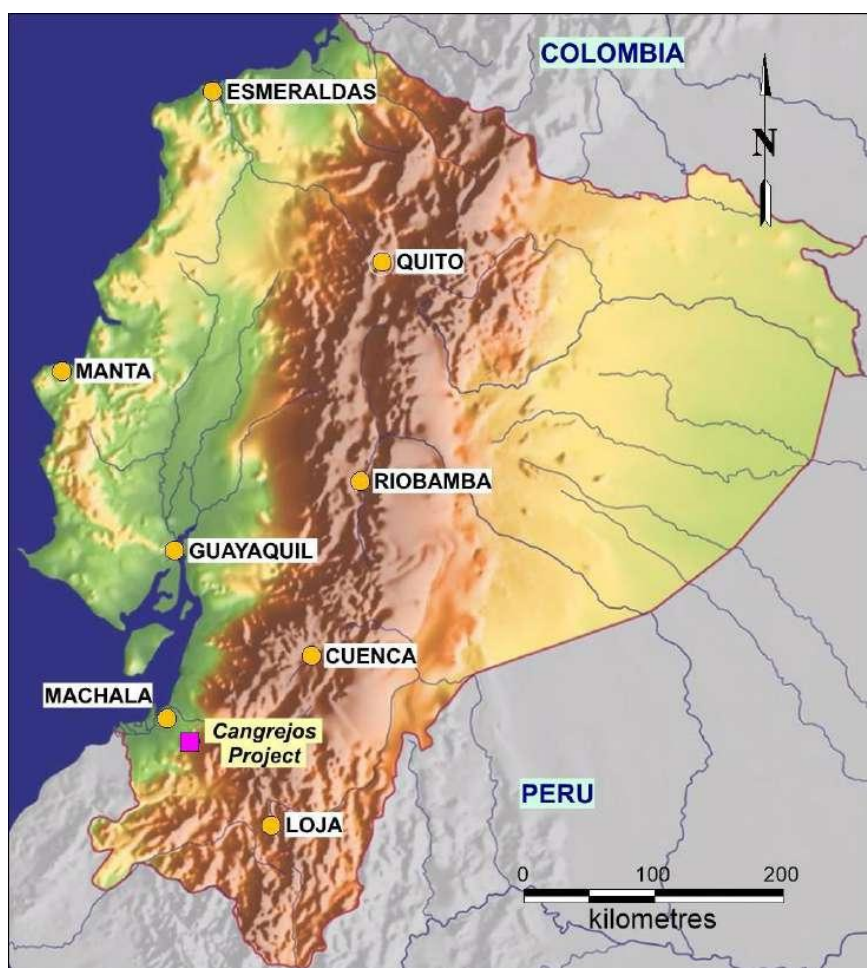 COLOMBIA
ESMERALDAS
N
QUITO
MANTA
RIOBAMBA
GUAYAQUIL
CUENCA
MACHALA
Cangrejos
Project
PERU
LOJA
0 100 200
kilometres